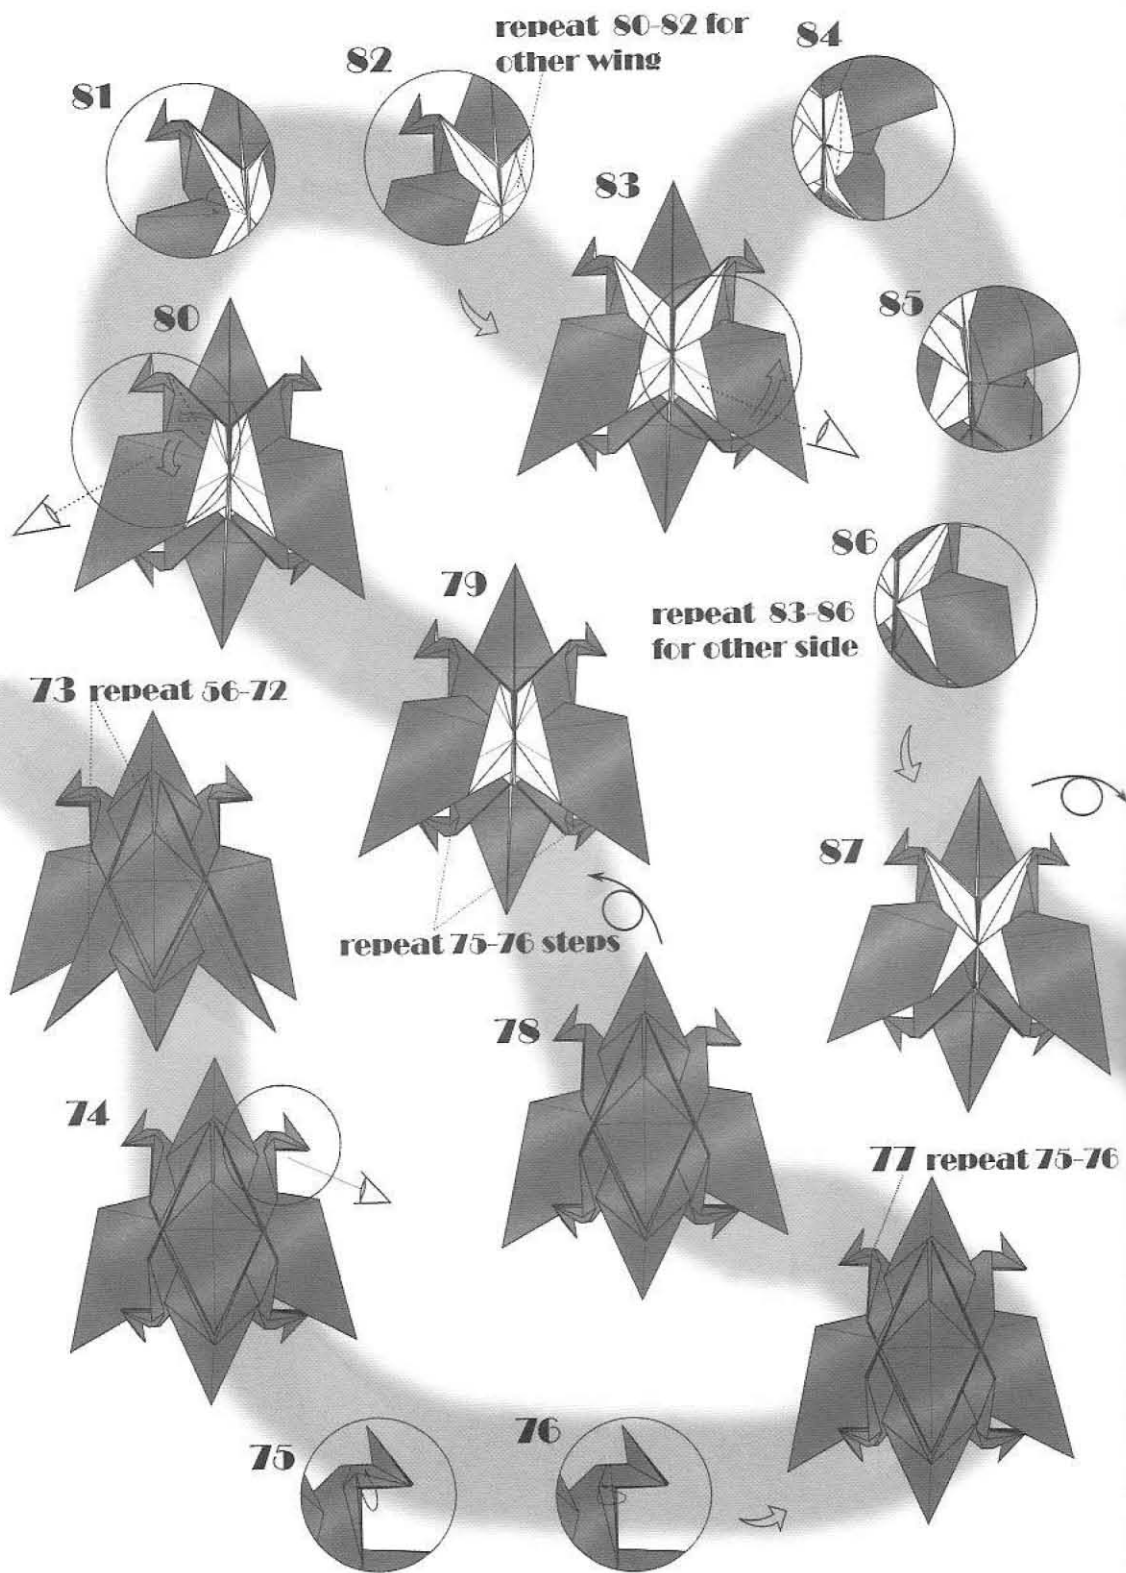 repeat 80-82 for
other wing
81
82
84
83
85
80
86
79
repeat 83-86
for other side
73 repeat 56-72
87
repeat 75-76 steps
78
74
77 repeat 75-76
75
76